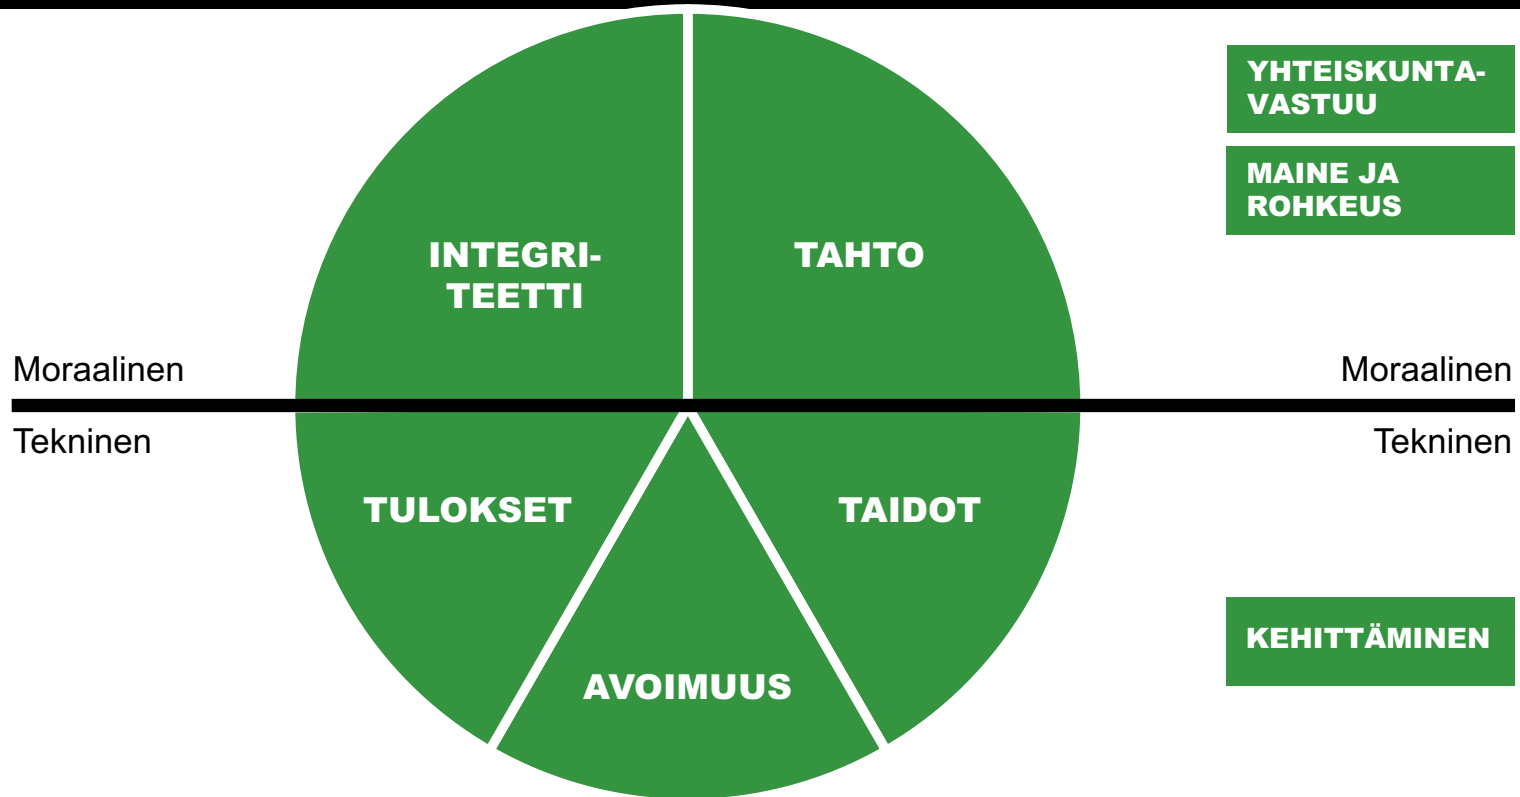 YHTEISKUNTA-
VASTUU
MAINE JA
ROHKEUS
INTEGRI-
TEETTI
TAHTO
Moraalinen
Moraalinen
Tekninen
Tekninen
TULOKSET
TAIDOT
KEHITTÄMINEN
AVOIMUUS